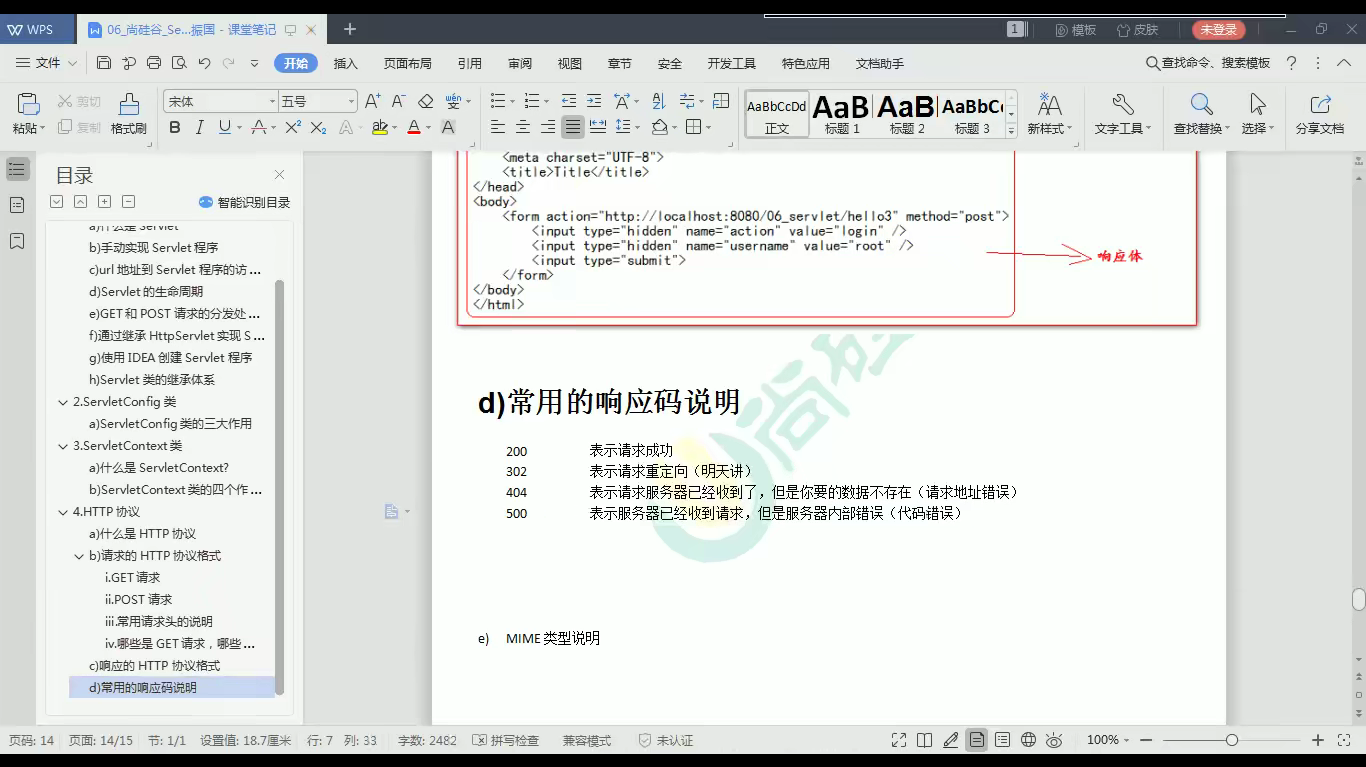 WPS
06_尚硅谷_Se...振国 - 课堂笔记
1
模板
皮肤
未登录
文件
开始
插入
页面布局
引用
审阅
视图
章节
安全
开发工具
特色应用
文档助手
查找命令、搜索模板
粘贴
剪切
复制
格式刷
宋体
五号
AaBbCcDd
正文
AaB
标题 1
AaB
标题 2
AaBbC
标题 3
新样式
文字工具
查找替换
选择
分享文档
目录
智能识别目录
a)什么是 Servlet
b)手动实现 Servlet 程序
c)url 地址到 Servlet 程序的访 ...
d)Servlet 的生命周期
e)GET 和 POST 请求的分发处 ...
f)通过继承 HttpServlet 实现 S ...
g)使用 IDEA 创建 Servlet 程序
h)Servlet 类的继承体系
2.ServletConfig 类
a)ServletConfig 类的三大作用
3.ServletContext 类
a)什么是 ServletContext?
b)ServletContext 类的四个作 ...
4.HTTP 协议
a)什么是 HTTP 协议
b)请求的 HTTP 协议格式
i.GET 请求
ii.POST 请求
iii.常用请求头的说明
iv.哪些是 GET 请求，哪些 ...
c)响应的 HTTP 协议格式
d)常用的响应码说明
<meta charset="UTF-8">
<title>Title</title>
</head>
<body>
<form action="http://localhost:8080/06_servlet/hello3" method="post">
<input type="hidden" name="action" value="login" />
<input type="hidden" name="username" value="root" />
<input type="submit">
</form>
</body>
</html>
响应体
d)常用的响应码说明
200 表示请求成功
302 表示请求重定向（明天讲）
404 表示请求服务器已经收到了，但是你要的数据不存在（请求地址错误）
500 表示服务器已经收到请求，但是服务器内部错误（代码错误）
e) MIME 类型说明
页码: 14 页面: 14/15 节: 1/1 设置值: 18.7厘米 行: 7 列: 33 字数: 2482 拼写检查 兼容模式 未认证 100%